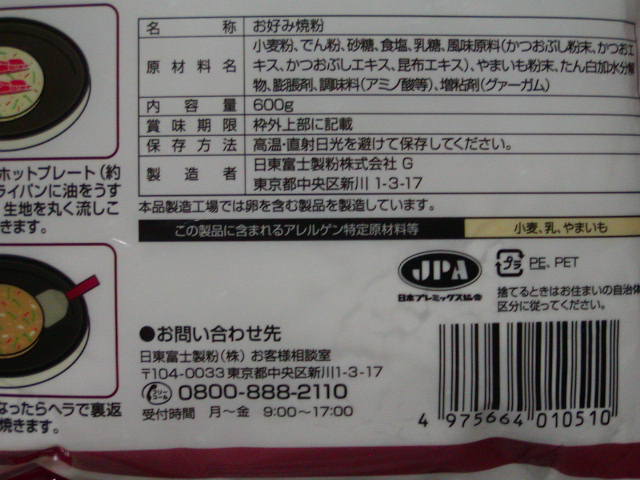 名称 お好み焼粉
原材料名 小麦粉、でん粉、砂糖、食塩、乳糖、風味原料(かつおぶし粉末、かつおエ
キス、かつおぶしエキス、昆布エキス)、やまいも粉末、たん白加水分解
物、膨脹剤、調味料(アミノ酸等)、増粘剤(グァーガム)
内容量 600g
賞味期限 枠外上部に記載
保存方法 高温・直射日光を避けて保存してください。
製造者 日東富士製粉株式会社 G
東京都中央区新川 1-3-17
本品製造工場では卵を含む製品を製造しています。
この製品に含まれるアレルゲン特定原材料等 小麦、乳、やまいも
ホットプレート(約
ライパンに油をうす
生地を丸く流しこ
きます。
JPA
日本プレミックス協会
プラ PE、PET
捨てるときはお住まいの自治体
区分に従ってください。
●お問い合わせ先
日東富士製粉(株) お客様相談室
〒104-0033 東京都中央区新川1-3-17
フリーコール 0800-888-2110
受付時間 月～金 9:00～17:00
なったらヘラで裏返
焼きます。
4 975664 010510